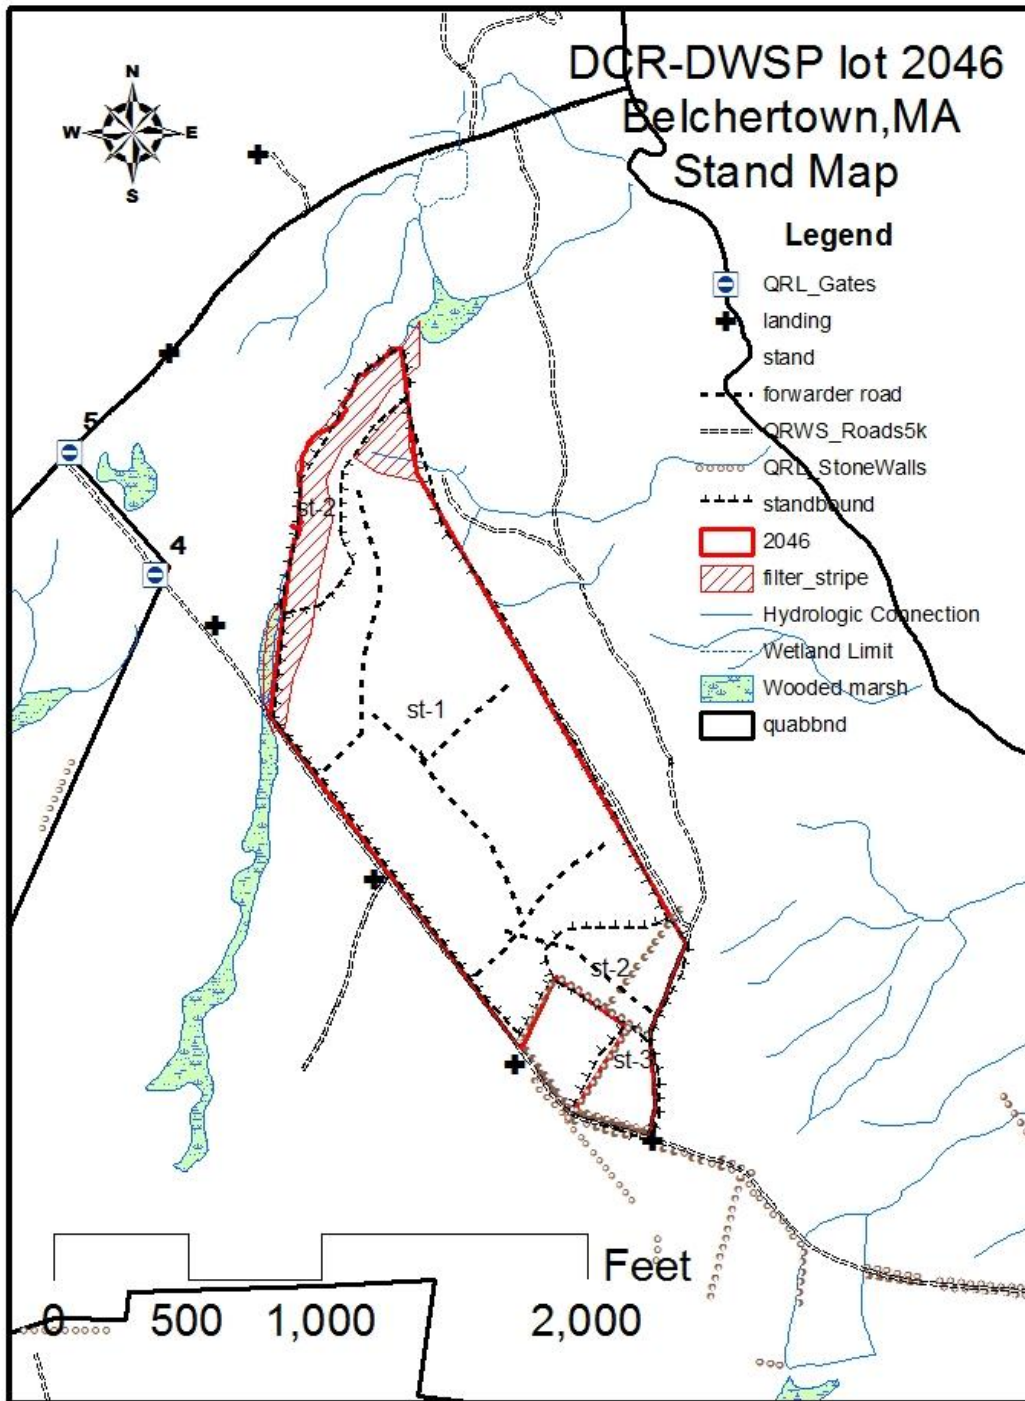 DCR-DWSP lot 2046
Belchertown,MA
Stand Map
N
W E
S
Legend
QRL_Gates
landing
stand
forwarder road
QRWS_Roads5k
QRL_StoneWalls
standbound
2046
filter_stripe
Hydrologic Connection
Wetland Limit
Wooded marsh
quabbnd
5
4
st-2
st-1
st-2
st-3
Feet
0 500 1,000 2,000